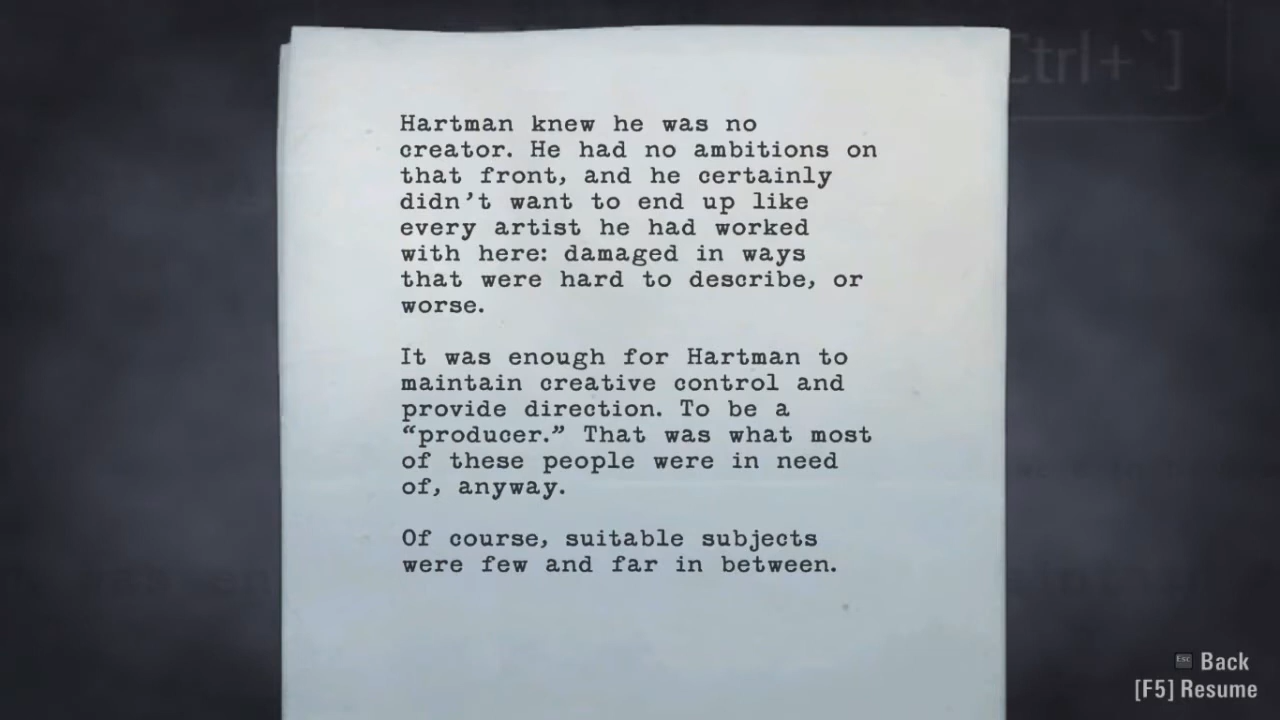 Ctrl+`]
Hartman knew he was no
creator. He had no ambitions on
that front, and he certainly
didn’t want to end up like
every artist he had worked
with here: damaged in ways
that were hard to describe, or
worse.
It was enough for Hartman to
maintain creative control and
provide direction. To be a
“producer.” That was what most
of these people were in need
of, anyway.
Of course, suitable subjects
were few and far in between.
Esc Back
[F5] Resume